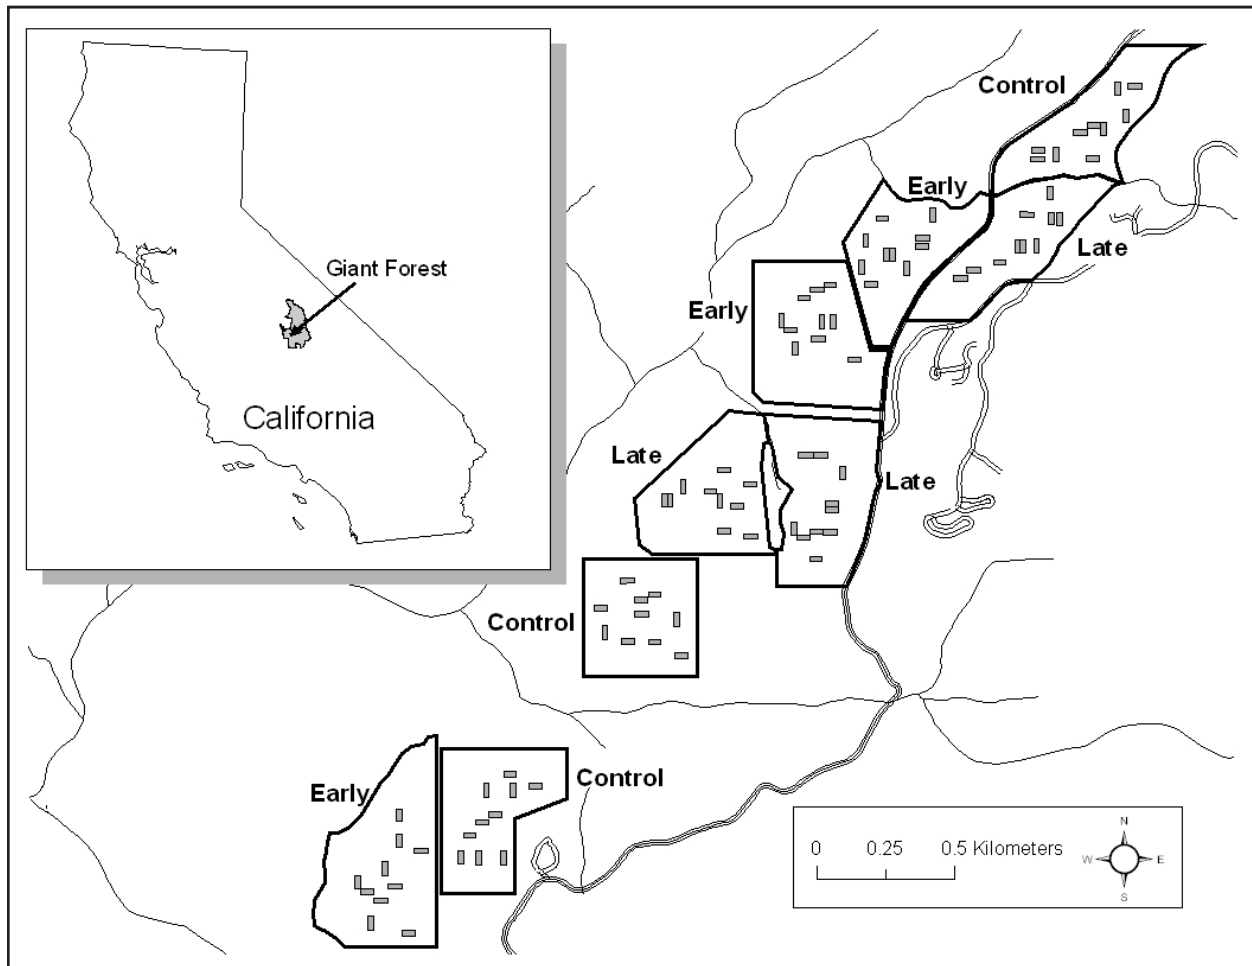 Control
Early
Late
Giant Forest
Early
California
Late
Late
Control
Control
Early
0 0.25 0.5 Kilometers
N
W E
S